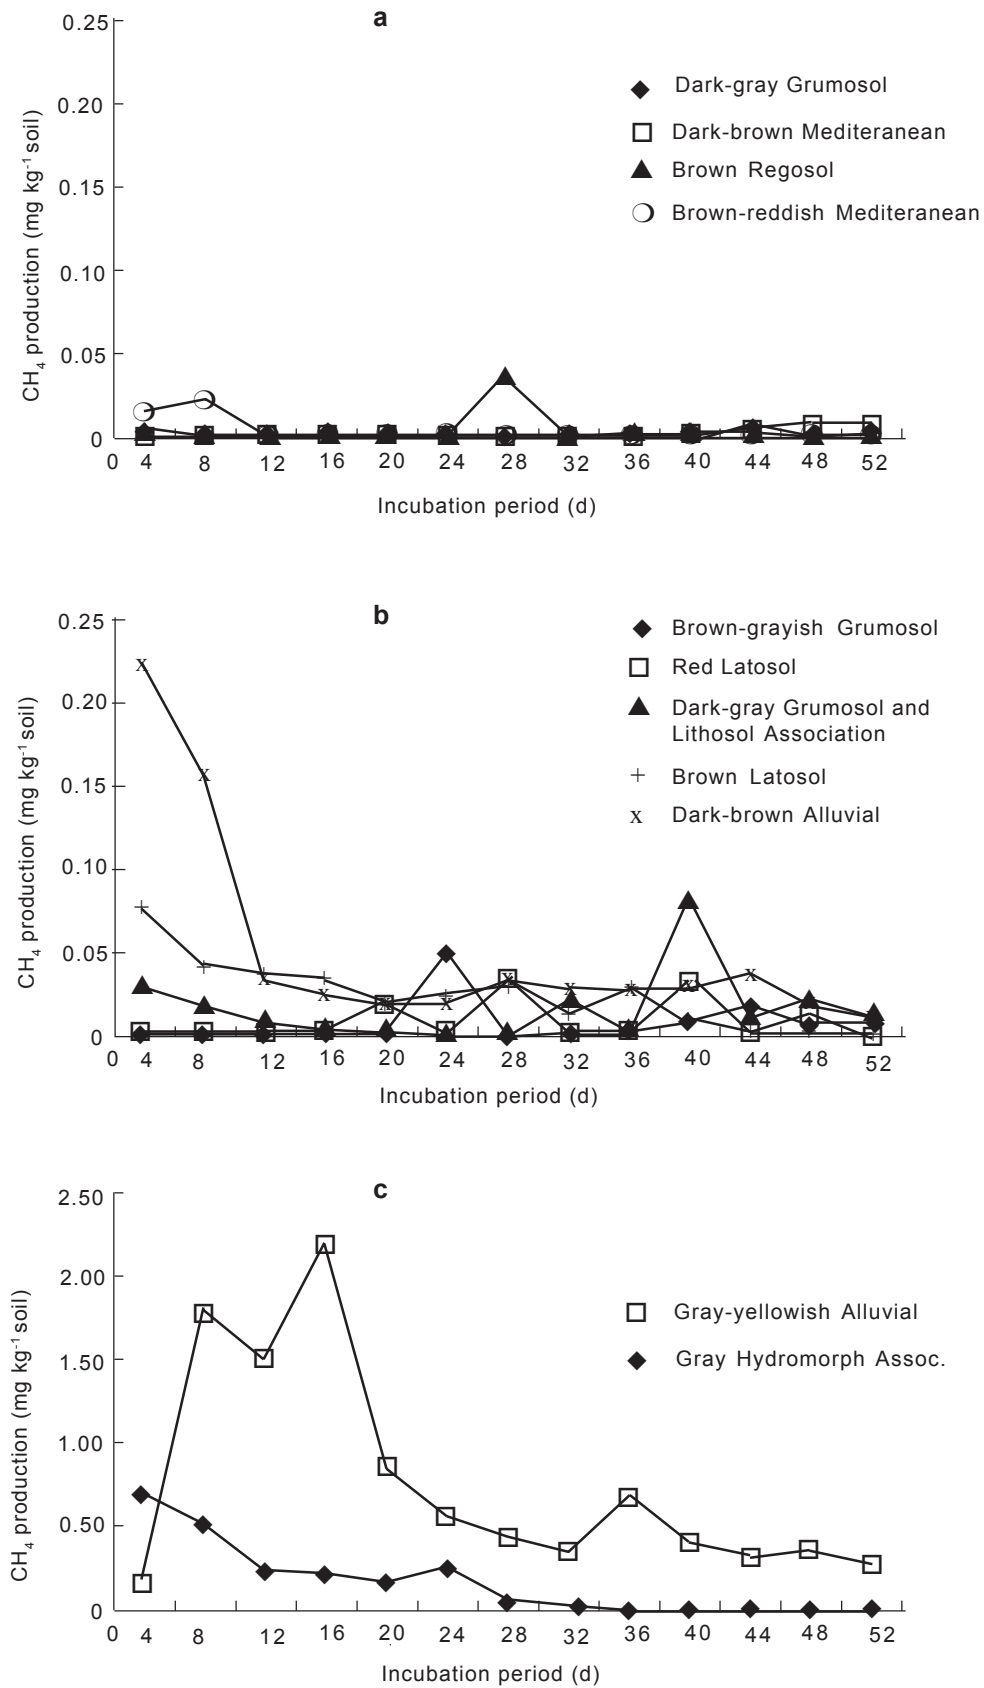 a
0.25
0.20
0.15
0.10
0.05
0
CH4 production (mg kg-1 soil)
Dark-gray Grumosol
Dark-brown Mediteranean
Brown Regosol
Brown-reddish Mediteranean
0 4 8 12 16 20 24 28 32 36 40 44 48 52
Incubation period (d)
b
0.25
0.20
0.15
0.10
0.05
0
CH4 production (mg kg-1 soil)
Brown-grayish Grumosol
Red Latosol
Dark-gray Grumosol and
Lithosol Association
Brown Latosol
Dark-brown Alluvial
0 4 8 12 16 20 24 28 32 36 40 44 48 52
Incubation period (d)
c
2.50
2.00
1.50
1.00
0.50
0
CH4 production (mg kg-1 soil)
Gray-yellowish Alluvial
Gray Hydromorph Assoc.
0 4 8 12 16 20 24 28 32 36 40 44 48 52
Incubation period (d)